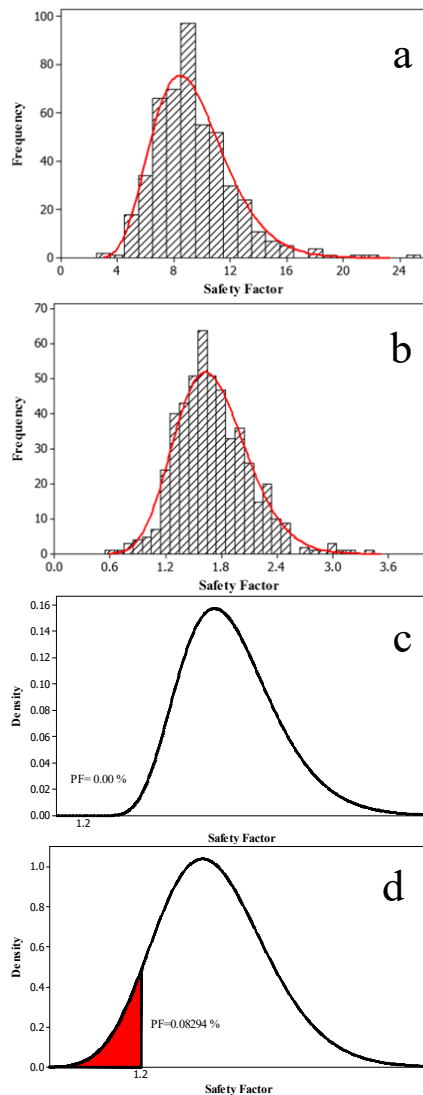 a
100
80
60
40
20
0
Frequency
0 4 8 12 16 20 24
Safety Factor
b
70
60
50
40
30
20
10
0
Frequency
0.0 0.6 1.2 1.8 2.4 3.0 3.6
Safety Factor
c
0.16
0.14
0.12
0.10
0.08
0.06
0.04
0.02
0.00
Density
PF= 0.00 %
1.2
Safety Factor
d
1.0
0.8
0.6
0.4
0.2
0.0
Density
PF=0.08294 %
1.2
Safety Factor